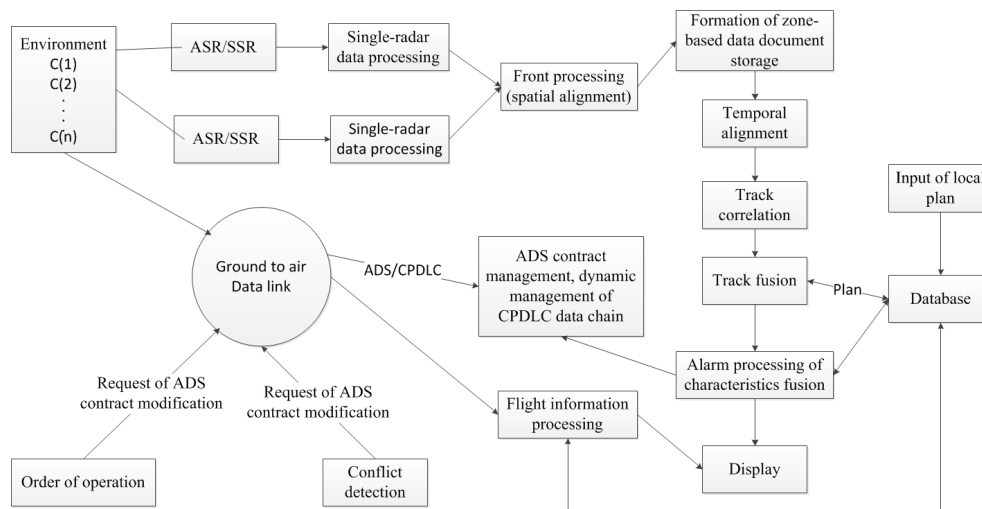 Environment
C(1)
C(2)
.
.
.
C(n)
ASR/SSR
Single-radar
data processing
ASR/SSR
Single-radar
data processing
Front processing
(spatial alignment)
Formation of zone-
based data document
storage
Temporal
alignment
Track
correlation
Input of local
plan
Ground to air
Data link
ADS/CPDLC
ADS contract
management, dynamic
management of
CPDLC data chain
Track fusion
Plan
Database
Alarm processing of
characteristics fusion
Request of ADS
contract modification
Request of ADS
contract modification
Flight information
processing
Order of operation
Conflict
detection
Display